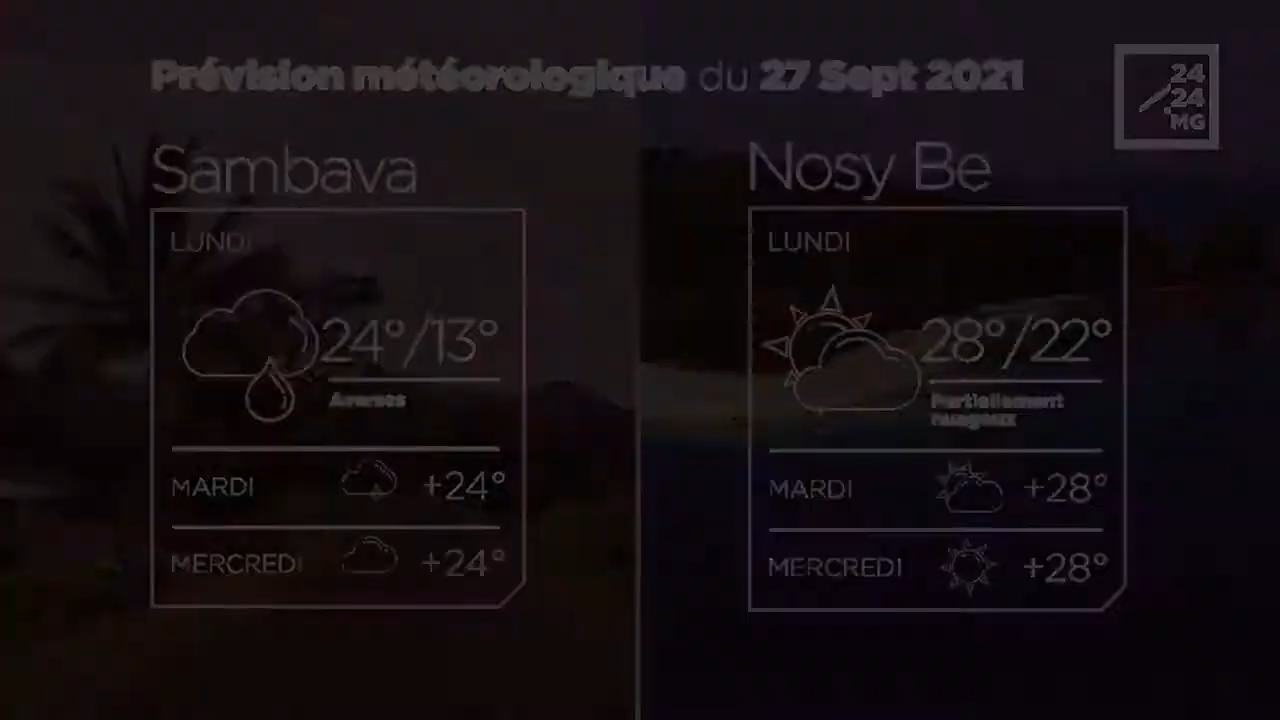 Prévision météorologique du 27 Sept 2021
24
24
MG
Sambava
LUNDI
24°/13°
Averses
MARDI +24°
MERCREDI +24°
Nosy Be
LUNDI
28°/22°
Partiellement
nuageux
MARDI +28°
MERCREDI +28°